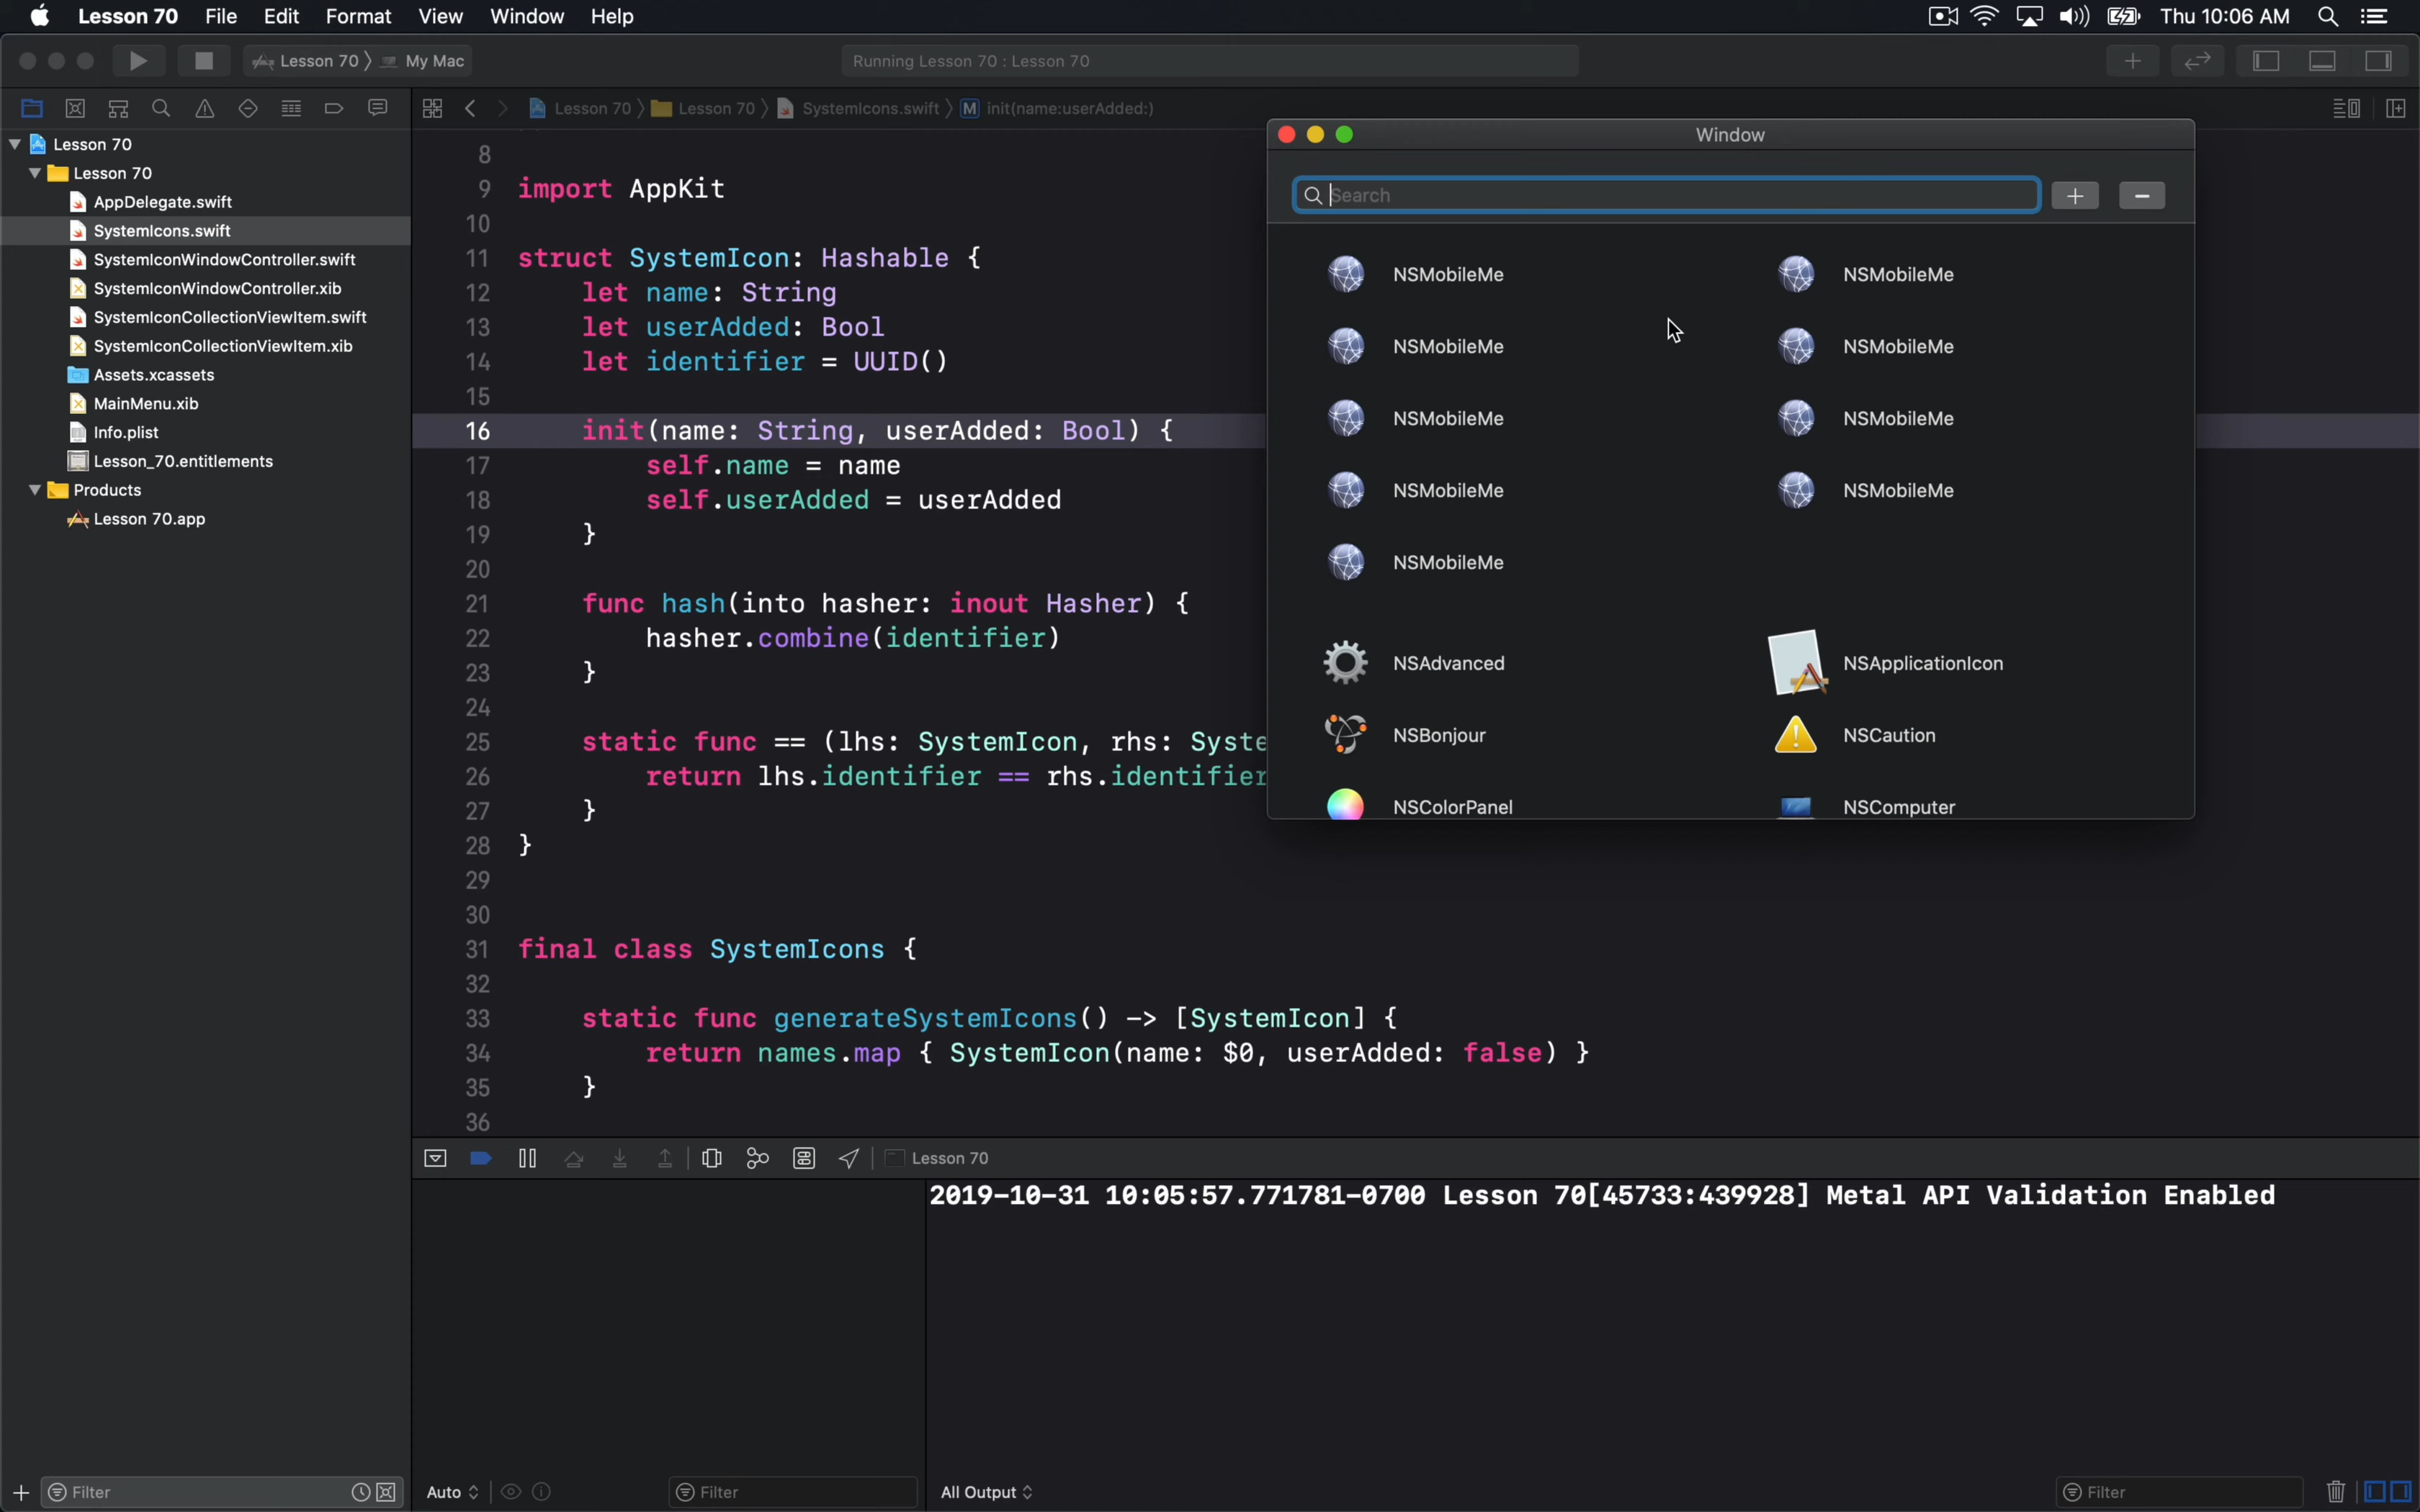 Lesson 70 File Edit Format View Window Help Thu 10:06 AM
Lesson 70 My Mac Running Lesson 70 : Lesson 70
Lesson 70 Lesson 70 SystemIcons.swift M init(name:userAdded:)
Lesson 70
Lesson 70
AppDelegate.swift
SystemIcons.swift
SystemIconWindowController.swift
SystemIconWindowController.xib
SystemIconCollectionViewItem.swift
SystemIconCollectionViewItem.xib
Assets.xcassets
MainMenu.xib
Info.plist
Lesson_70.entitlements
Products
Lesson 70.app
Filter
8
9 import AppKit
10
11 struct SystemIcon: Hashable {
12 let name: String
13 let userAdded: Bool
14 let identifier = UUID()
15
16 init(name: String, userAdded: Bool) {
17 self.name = name
18 self.userAdded = userAdded
19 }
20
21 func hash(into hasher: inout Hasher) {
22 hasher.combine(identifier)
23 }
24
25 static func == (lhs: SystemIcon, rhs: Syste
26 return lhs.identifier == rhs.identifier
27 }
28 }
29
30
31 final class SystemIcons {
32
33 static func generateSystemIcons() -> [SystemIcon] {
34 return names.map { SystemIcon(name: $0, userAdded: false) }
35 }
36
Window
Search + −
NSMobileMe NSMobileMe
NSMobileMe NSMobileMe
NSMobileMe NSMobileMe
NSMobileMe NSMobileMe
NSMobileMe
NSAdvanced NSApplicationIcon
NSBonjour NSCaution
NSColorPanel NSComputer
Lesson 70
2019-10-31 10:05:57.771781-0700 Lesson 70[45733:439928] Metal API Validation Enabled
Auto Filter All Output Filter